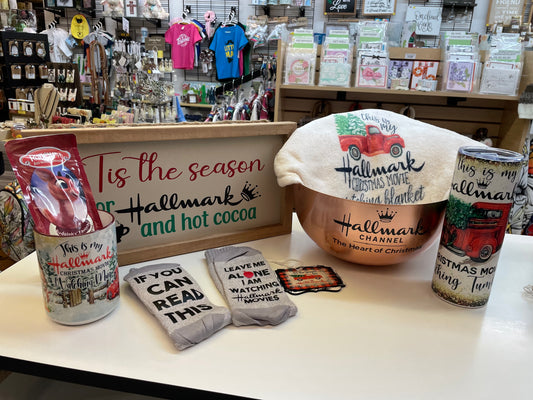 'Tis the season
for Hallmark
and hot cocoa
This is my
Hallmark
CHRISTMAS
IF YOU CAN
READ
THIS
LEAVE ME
ALONE
I AM
WATCHING
Hallmark
MOVIES
this is my
Hallmark
CHRISTMAS MOVIE
blanket
Hallmark
CHANNEL
The Heart of Christmas
This is my
Hallmark
CHRISTMAS MOVIE